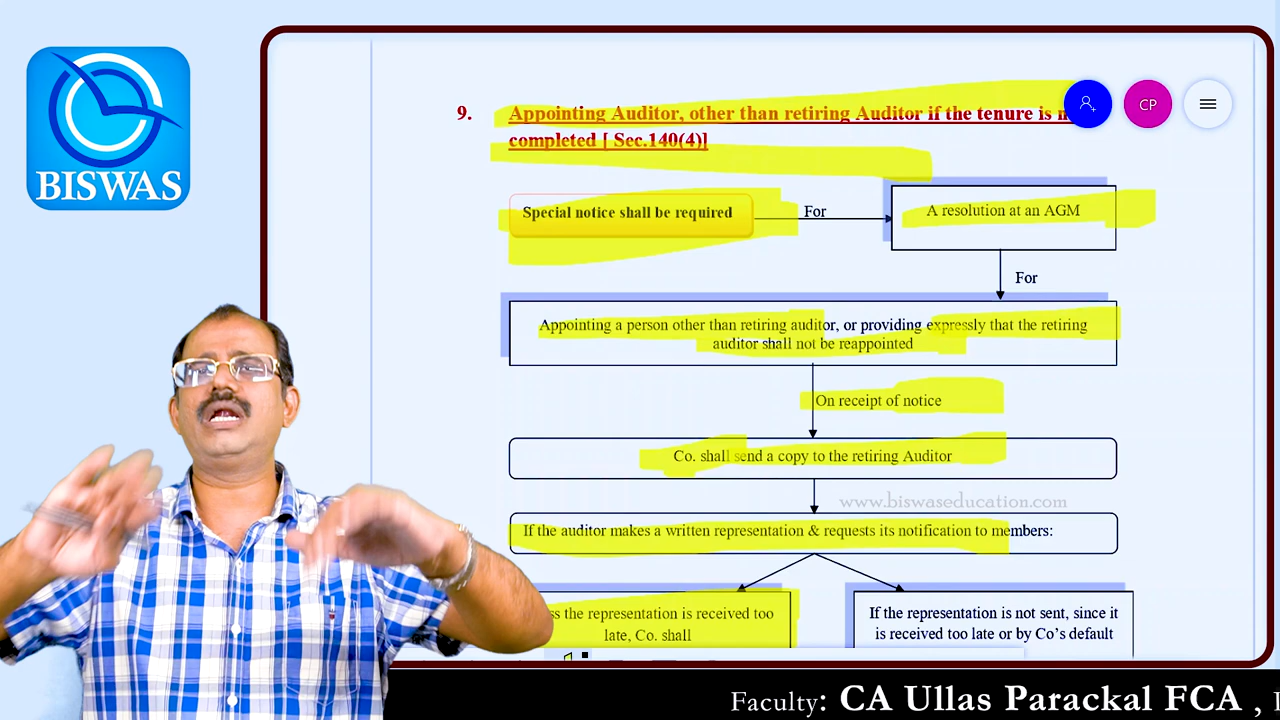 BISWAS
9. Appointing Auditor, other than retiring Auditor if the tenure is
completed [ Sec.140(4)]
CP
Special notice shall be required
For
A resolution at an AGM
For
Appointing a person other than retiring auditor, or providing expressly that the retiring
auditor shall not be reappointed
On receipt of notice
Co. shall send a copy to the retiring Auditor
www.biswaseducation.com
If the auditor makes a written representation & requests its notification to members:
the representation is received too
late, Co. shall
If the representation is not sent, since it
is received too late or by Co's default
Faculty: CA Ullas Parackal FCA ,